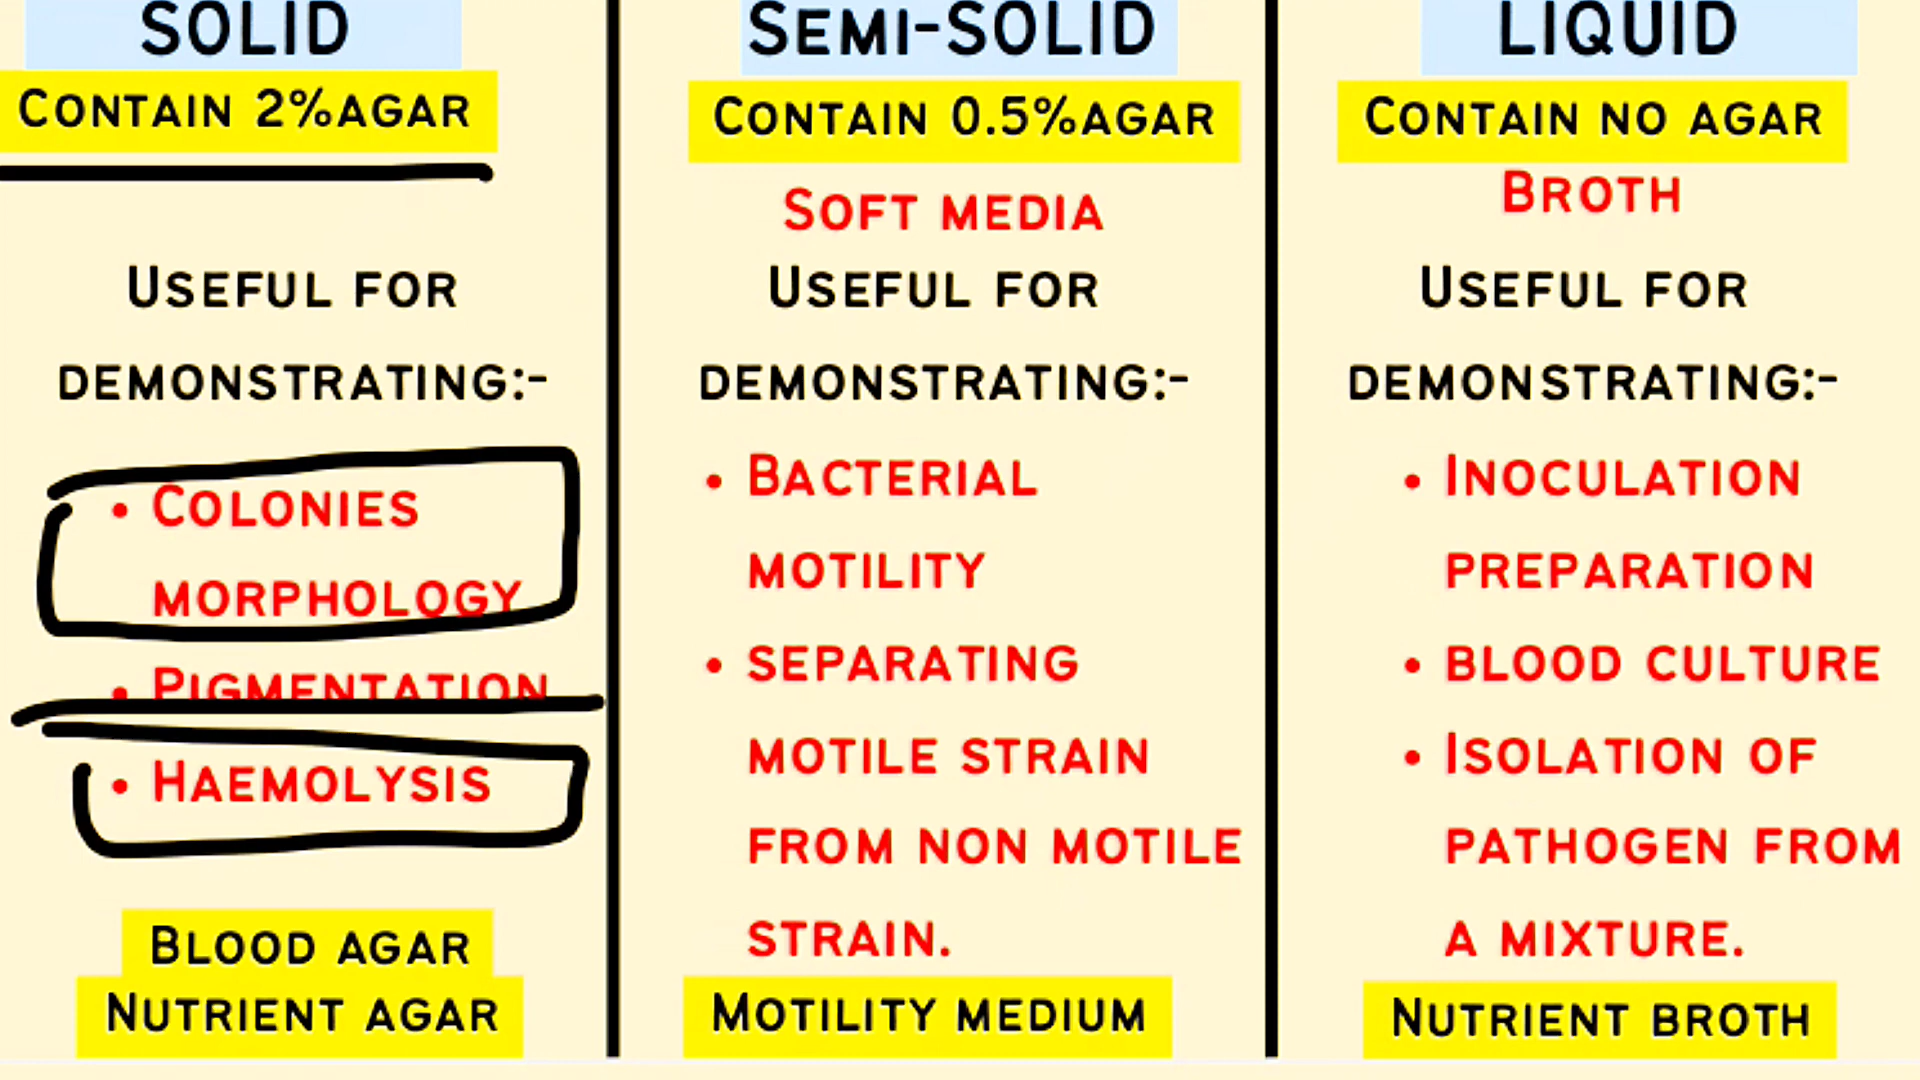 SOLID
CONTAIN 2%AGAR
USEFUL FOR
DEMONSTRATING:-
• COLONIES
MORPHOLOGY
• PIGMENTATION
• HAEMOLYSIS
BLOOD AGAR
NUTRIENT AGAR
SEMI-SOLID
CONTAIN 0.5%AGAR
SOFT MEDIA
USEFUL FOR
DEMONSTRATING:-
• BACTERIAL
MOTILITY
• SEPARATING
MOTILE STRAIN
FROM NON MOTILE
STRAIN.
MOTILITY MEDIUM
LIQUID
CONTAIN NO AGAR
BROTH
USEFUL FOR
DEMONSTRATING:-
• INOCULATION
PREPARATION
• BLOOD CULTURE
• ISOLATION OF
PATHOGEN FROM
A MIXTURE.
NUTRIENT BROTH